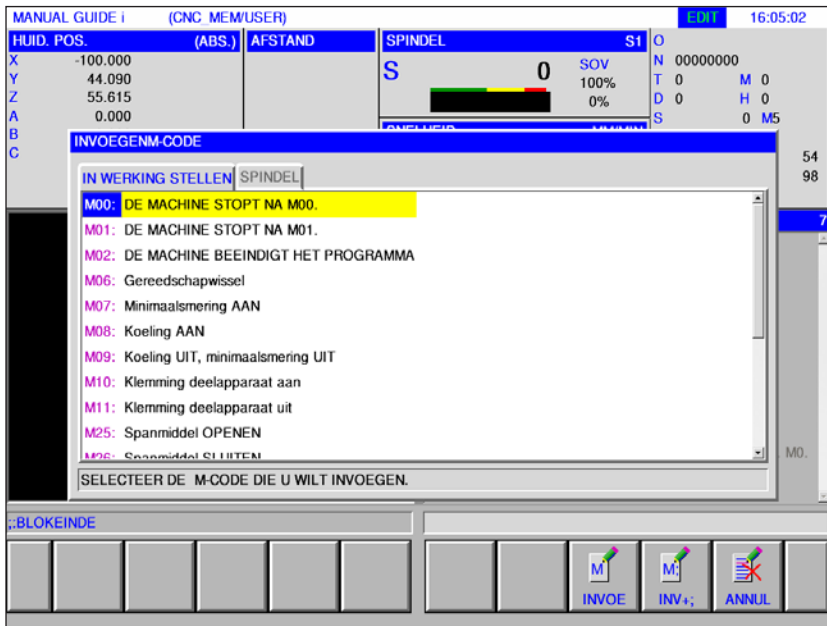 MANUAL GUIDE i (CNC_MEM/USER) EDIT 16:05:02
HUID. POS. (ABS.) AFSTAND SPINDEL S1 O
X -100.000
Y 44.090
Z 55.615
A 0.000
B
C
S 0 SOV
100%
0%
N 00000000
T 0 M 0
D 0 H 0
S 0 M5
54
98
7
INVOEGENM-CODE
IN WERKING STELLEN SPINDEL
M00: DE MACHINE STOPT NA M00.
M01: DE MACHINE STOPT NA M01.
M02: DE MACHINE BEEINDIGT HET PROGRAMMA
M06: Gereedschapwissel
M07: Minimaalsmering AAN
M08: Koeling AAN
M09: Koeling UIT, minimaalsmering UIT
M10: Klemming deelapparaat aan
M11: Klemming deelapparaat uit
M25: Spanmiddel OPENEN
M26: Spanmiddel SLUITEN
M0.
SELECTEER DE M-CODE DIE U WILT INVOEGEN.
;:BLOKEINDE
M M;
INVOE INV+; ANNUL